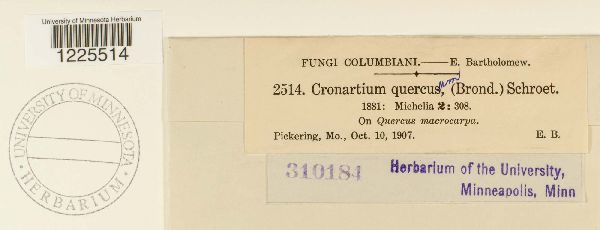 University of Minnesota Herbarium
1225514
UNIVERSITY OF MINNESOTA
HERBARIUM
FUNGI COLUMBIANI.—E. Bartholomew.
2514. Cronartium quercus, (Brond.) Schroet.
1881: Michelia 2: 308.
On Quercus macrocarpa.
Pickering, Mo., Oct. 10, 1907. E. B.
310184
Herbarium of the University,
Minneapolis, Minn